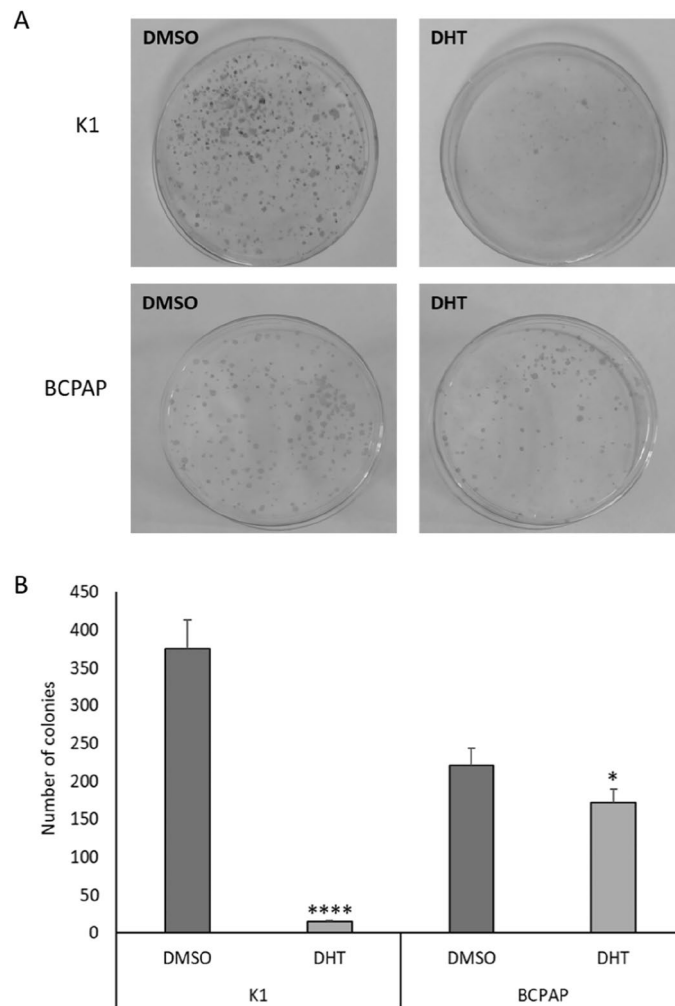 A
DMSO
DHT
K1
DMSO
DHT
BCPAP
B
450
400
350
300
250
200
150
100
50
0
Number of colonies
****
*
DMSO
DHT
DMSO
DHT
K1
BCPAP